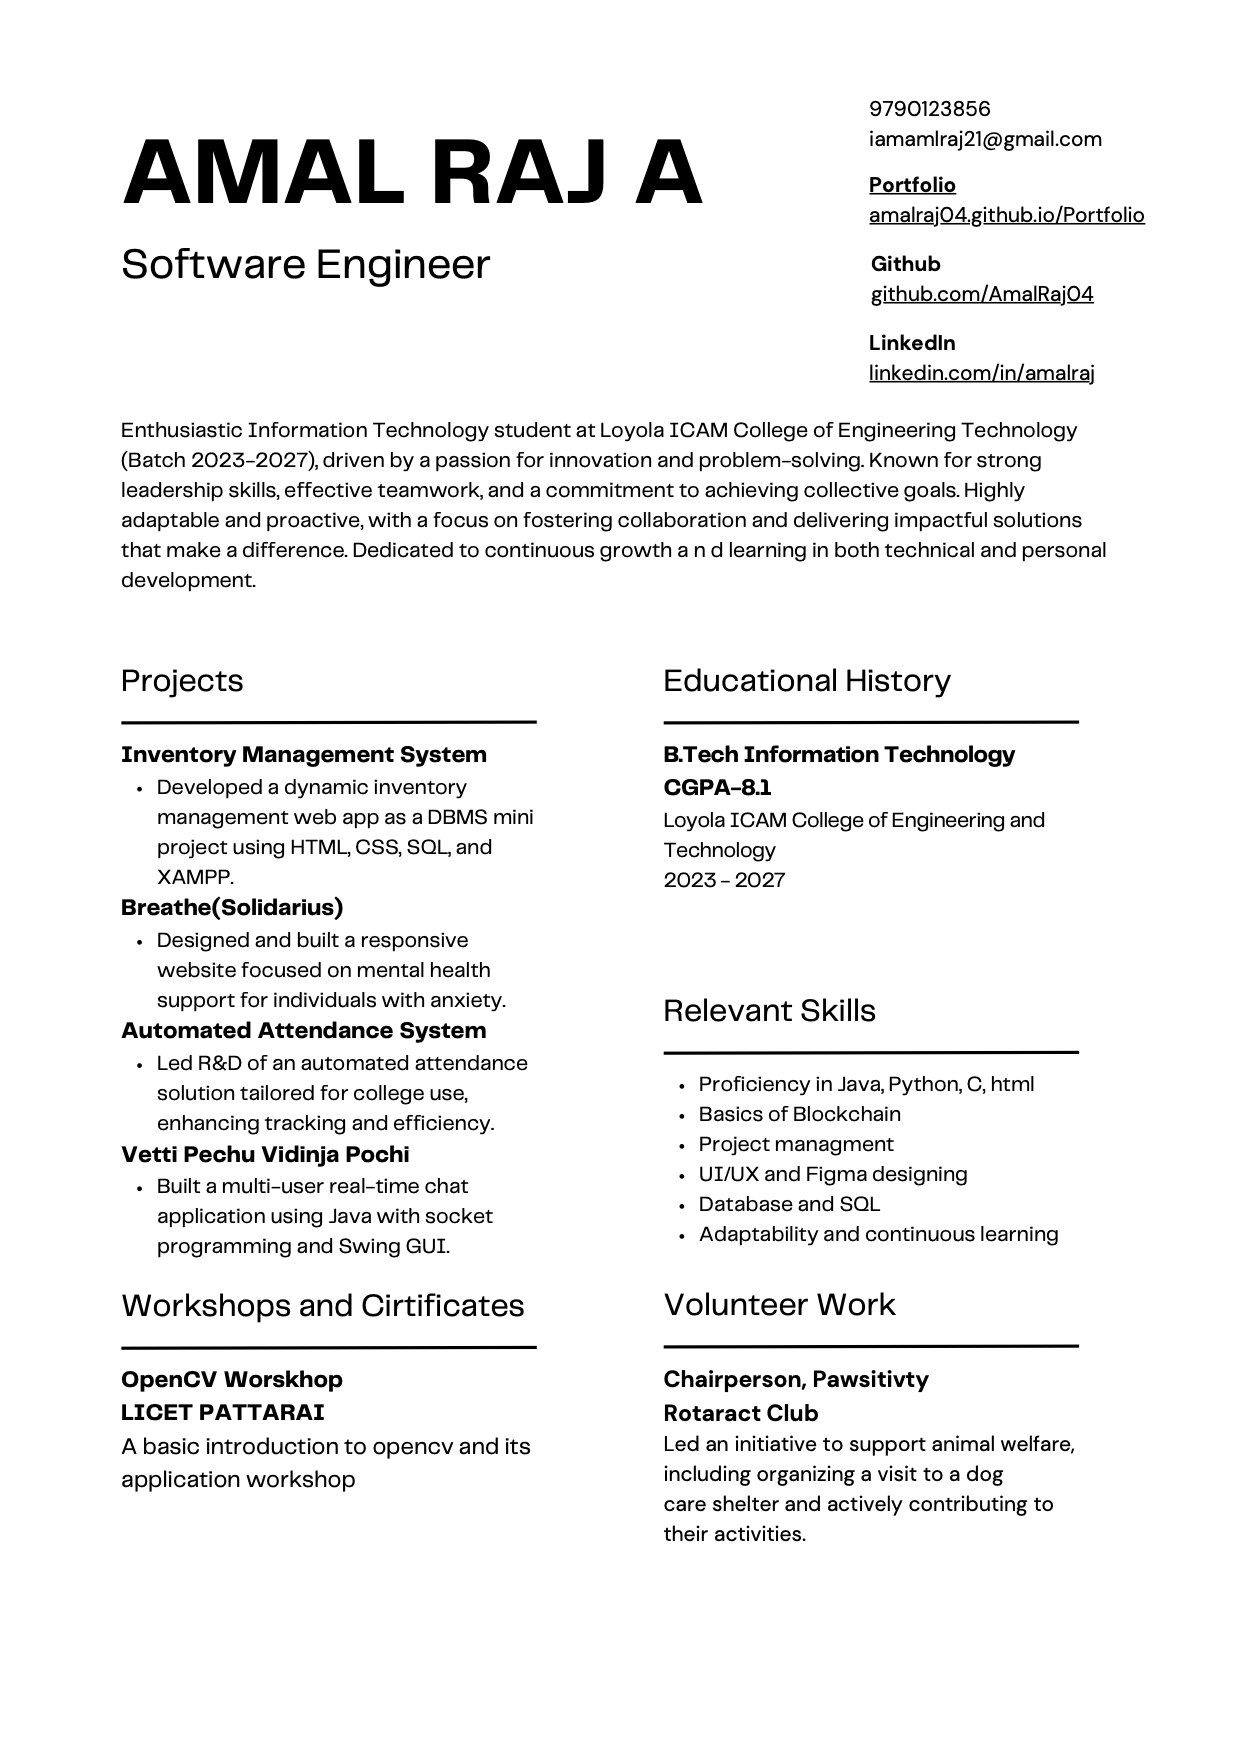 AMAL RAJ A
Software Engineer
9790123856
iamamlraj21@gmail.com
Portfolio
amalraj04.github.io/Portfolio
Github
github.com/AmalRaj04
LinkedIn
linkedin.com/in/amalraj
Enthusiastic Information Technology student at Loyola ICAM College of Engineering Technology
(Batch 2023-2027), driven by a passion for innovation and problem-solving. Known for strong
leadership skills, effective teamwork, and a commitment to achieving collective goals. Highly
adaptable and proactive, with a focus on fostering collaboration and delivering impactful solutions
that make a difference. Dedicated to continuous growth a n d learning in both technical and personal
development.
Projects
Inventory Management System
• Developed a dynamic inventory
management web app as a DBMS mini
project using HTML, CSS, SQL, and
XAMPP.
Breathe(Solidarius)
• Designed and built a responsive
website focused on mental health
support for individuals with anxiety.
Automated Attendance System
• Led R&D of an automated attendance
solution tailored for college use,
enhancing tracking and efficiency.
Vetti Pechu Vidinja Pochi
• Built a multi-user real-time chat
application using Java with socket
programming and Swing GUI.
Workshops and Cirtificates
OpenCV Worskhop
LICET PATTARAI
A basic introduction to opencv and its
application workshop
Educational History
B.Tech Information Technology
CGPA-8.1
Loyola ICAM College of Engineering and
Technology
2023 - 2027
Relevant Skills
• Proficiency in Java, Python, C, html
• Basics of Blockchain
• Project managment
• UI/UX and Figma designing
• Database and SQL
• Adaptability and continuous learning
Volunteer Work
Chairperson, Pawsitivty
Rotaract Club
Led an initiative to support animal welfare,
including organizing a visit to a dog
care shelter and actively contributing to
their activities.